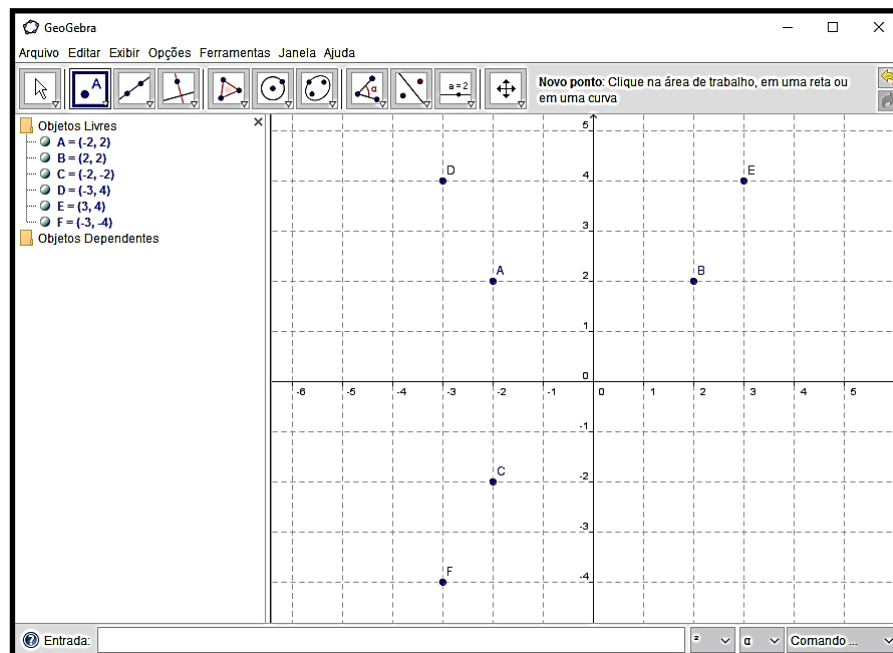 GeoGebra
Arquivo Editar Exibir Opções Ferramentas Janela Ajuda
A
α
a = 2
Novo ponto: Clique na área de trabalho, em uma reta ou
em uma curva
Objetos Livres
A = (-2, 2)
B = (2, 2)
C = (-2, -2)
D = (-3, 4)
E = (3, 4)
F = (-3, -4)
Objetos Dependentes
5
D
4
E
3
A
2
B
1
0
-6 -5 -4 -3 -2 -1 0 1 2 3 4 5
-1
C
-2
-3
F
-4
Entrada:
²
α
Comando ...